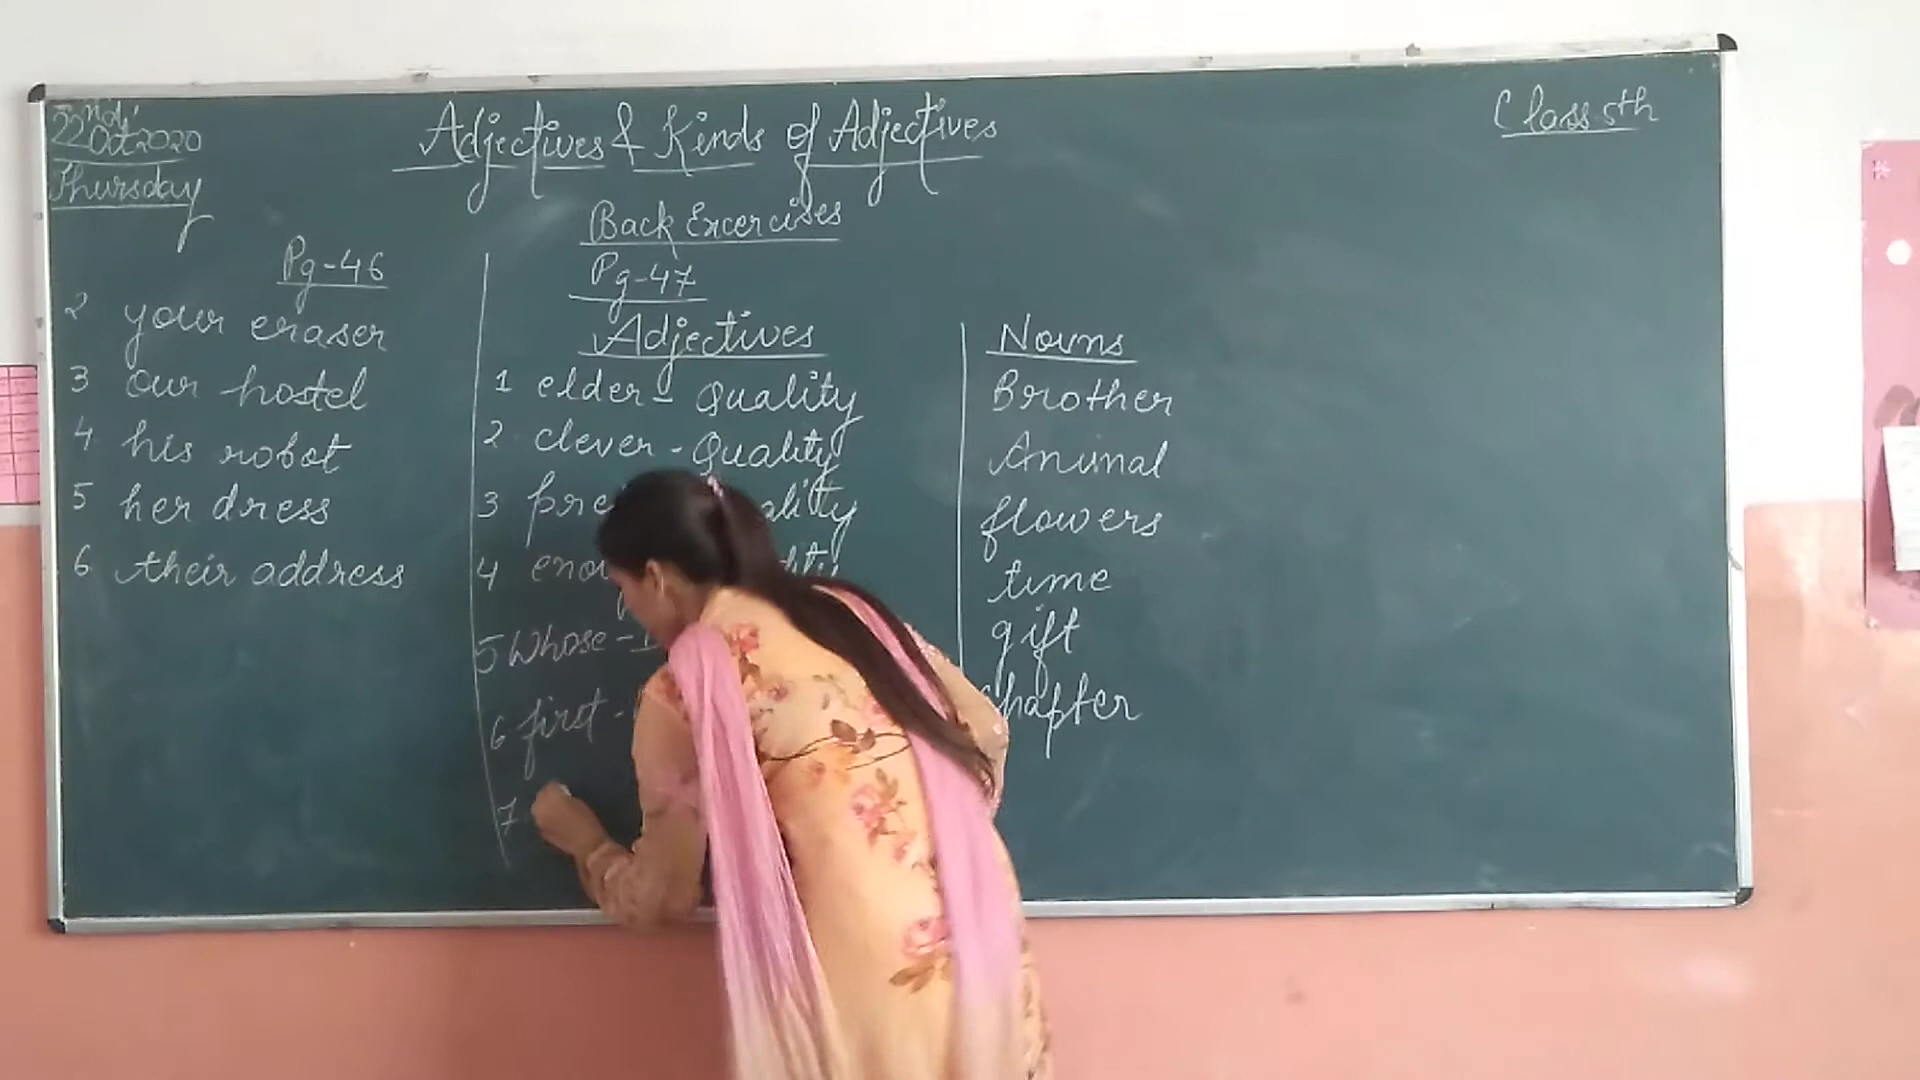 22nd, Oct 2020
Thursday
Adjectives & Kinds of Adjectives
Class 5th
Back Excercises
Pg-46
2 your eraser
3 our hostel
4 his robot
5 her dress
6 their address
Pg-47
Adjectives
1 elder - Quality
2 clever - Quality
3
4
5 Whose -
6 first -
7
Nouns
Brother
Animal
flowers
time
gift
chapter